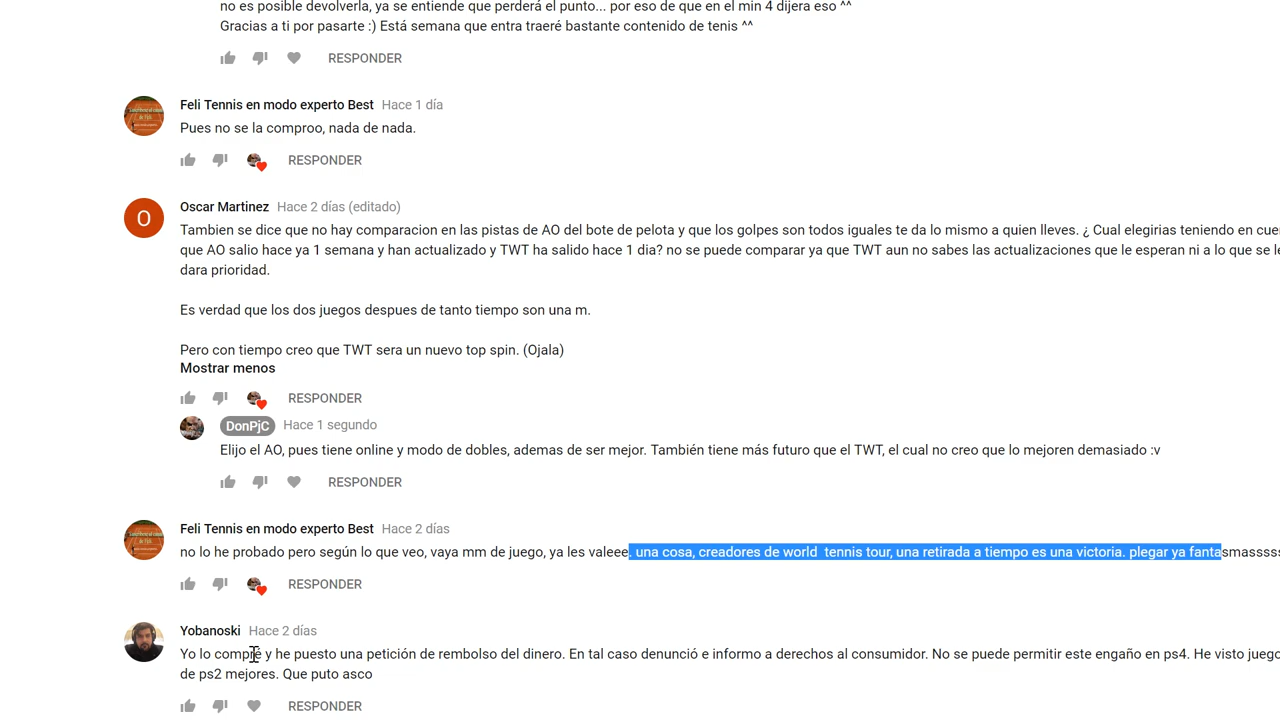 no es posible devolverla, ya se entiende que perderá el punto... por eso de que en el min 4 dijera eso ^^
Gracias a ti por pasarte :) Está semana que entra traeré bastante contenido de tenis ^^
RESPONDER
Feli Tennis en modo experto Best Hace 1 día
Pues no se la comproo, nada de nada.
RESPONDER
O
Oscar Martinez Hace 2 días (editado)
Tambien se dice que no hay comparacion en las pistas de AO del bote de pelota y que los golpes son todos iguales te da lo mismo a quien lleves. ¿ Cual elegirias teniendo en cue
que AO salio hace ya 1 semana y han actualizado y TWT ha salido hace 1 dia? no se puede comparar ya que TWT aun no sabes las actualizaciones que le esperan ni a lo que se le
dara prioridad.
Es verdad que los dos juegos despues de tanto tiempo son una m.
Pero con tiempo creo que TWT sera un nuevo top spin. (Ojala)
Mostrar menos
RESPONDER
DonPjC Hace 1 segundo
Elijo el AO, pues tiene online y modo de dobles, ademas de ser mejor. También tiene más futuro que el TWT, el cual no creo que lo mejoren demasiado :v
RESPONDER
Feli Tennis en modo experto Best Hace 2 días
no lo he probado pero según lo que veo, vaya mm de juego, ya les valeee. una cosa, creadores de world  tennis tour, una retirada a tiempo es una victoria. plegar ya fantasmassss
RESPONDER
Yobanoski Hace 2 días
Yo lo compré y he puesto una petición de rembolso del dinero. En tal caso denunció e informo a derechos al consumidor. No se puede permitir este engaño en ps4. He visto juego
de ps2 mejores. Que puto asco
RESPONDER